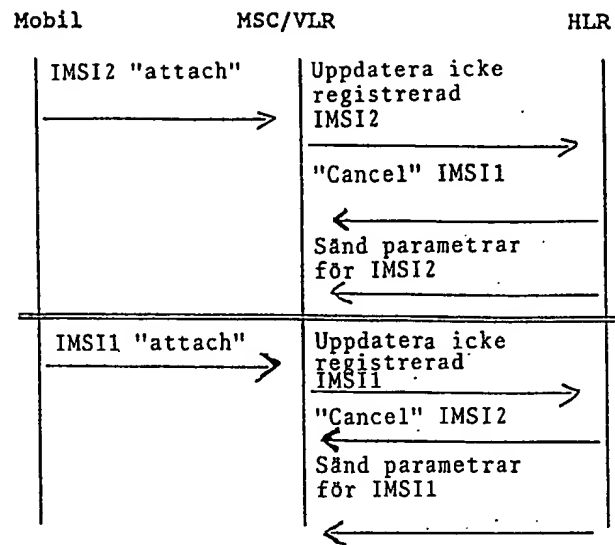 Mobil MSC/VLR HLR
IMSI2 "attach"
Uppdatera icke
registrerad
IMSI2
"Cancel" IMSI1
Sänd parametrar
för IMSI2
IMSI1 "attach"
Uppdatera icke
registrerad
IMSI1
"Cancel" IMSI2
Sänd parametrar
för IMSI1